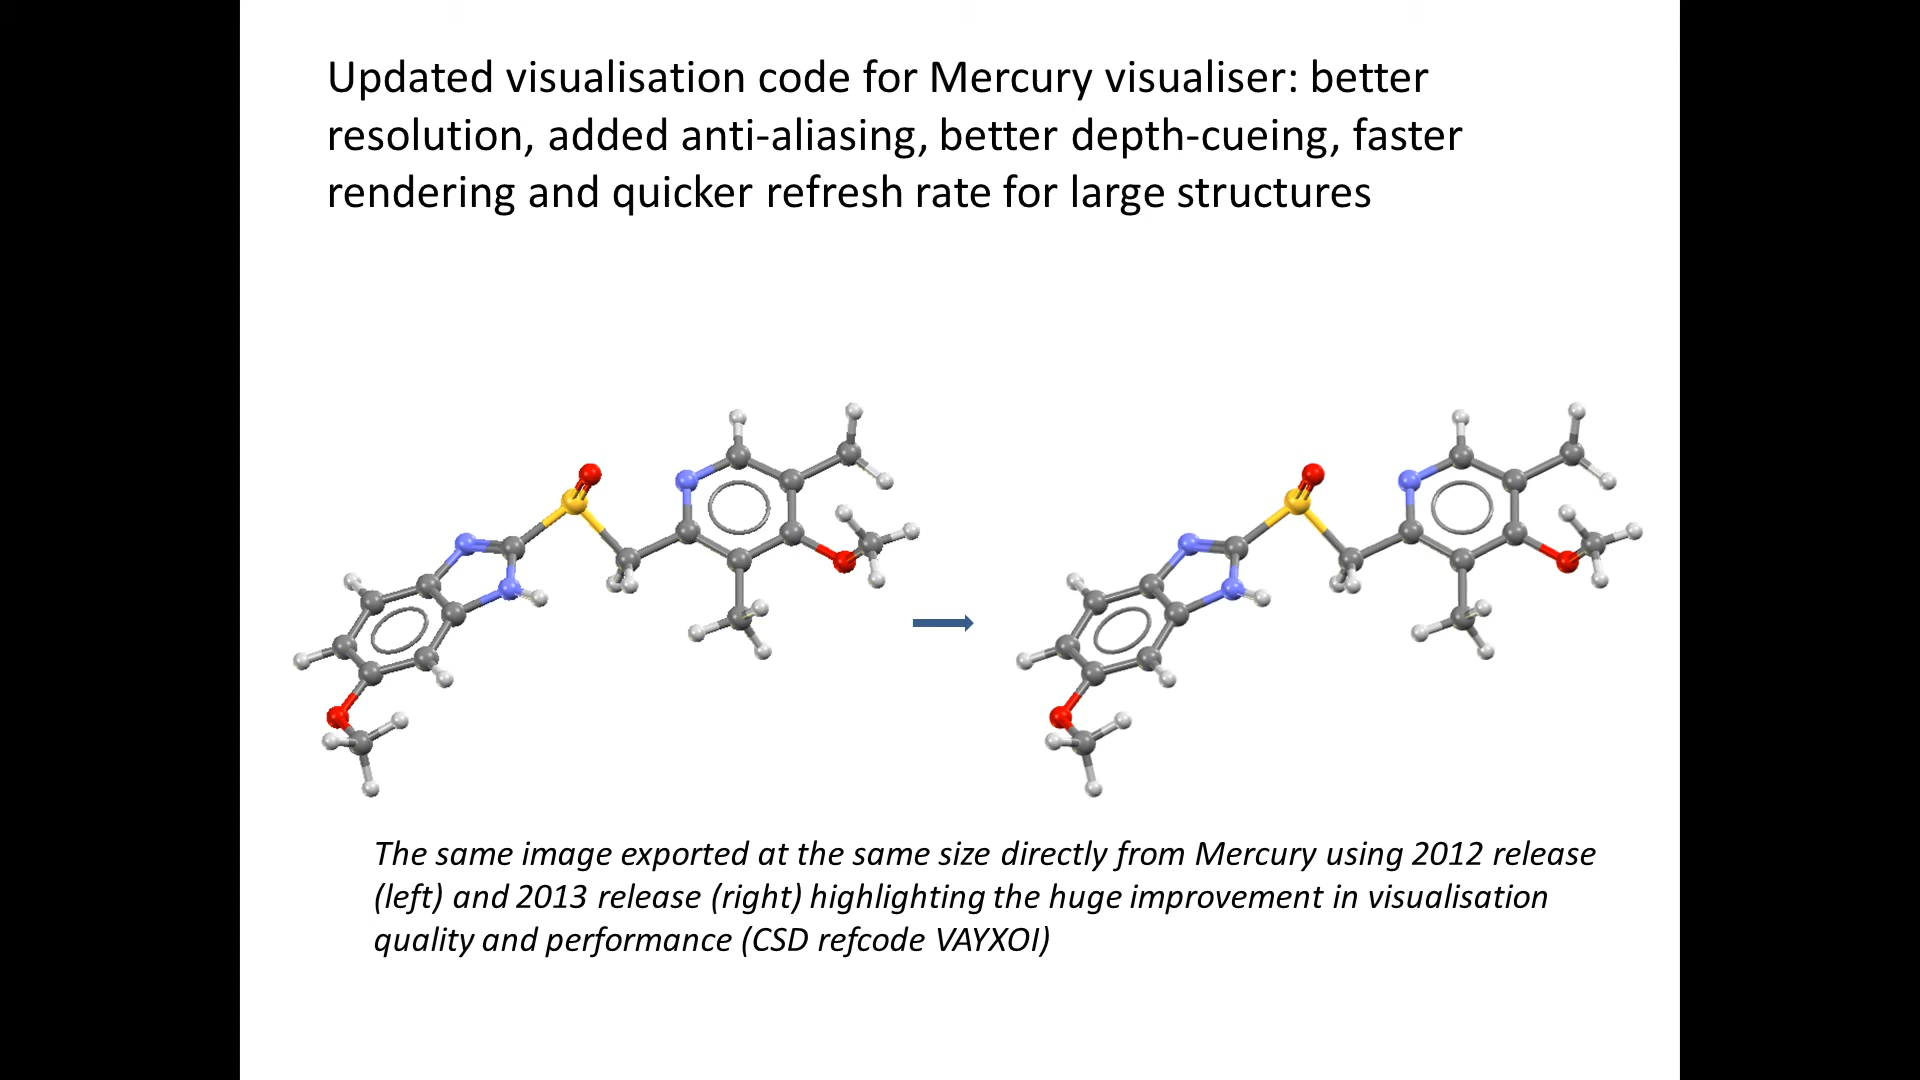 Updated visualisation code for Mercury visualiser: better
resolution, added anti-aliasing, better depth-cueing, faster
rendering and quicker refresh rate for large structures
The same image exported at the same size directly from Mercury using 2012 release
(left) and 2013 release (right) highlighting the huge improvement in visualisation
quality and performance (CSD refcode VAYXOI)